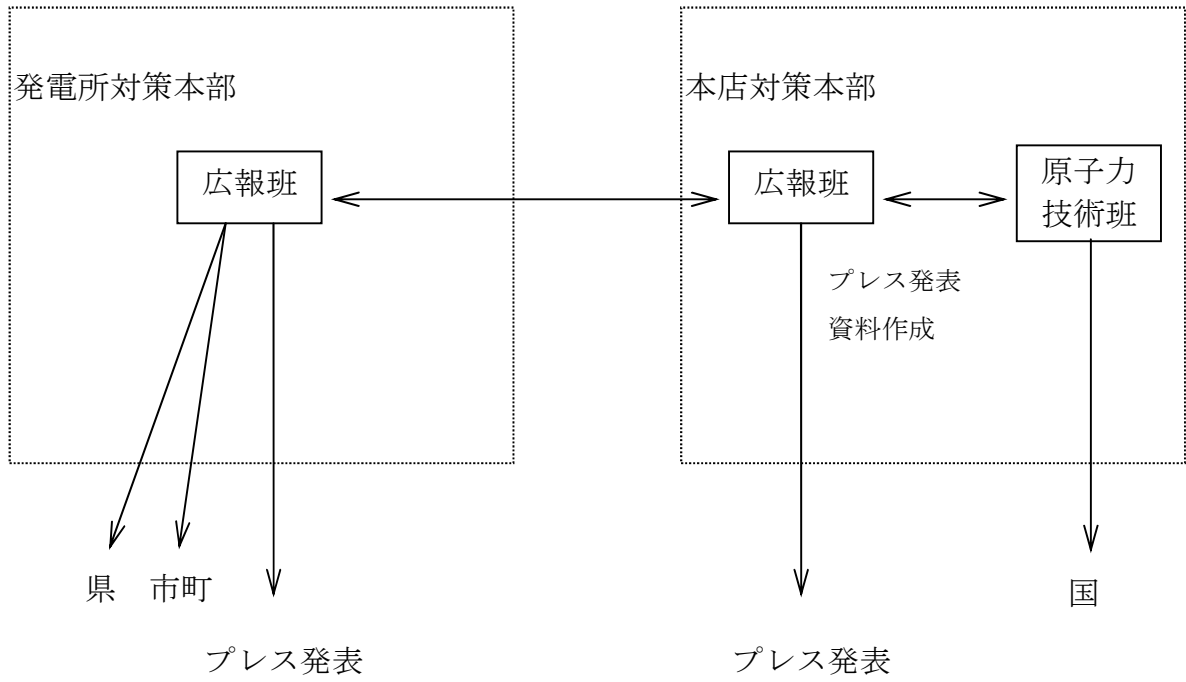 発電所対策本部
本店対策本部
広報班
広報班
原子力
技術班
プレス発表
資料作成
県
市町
国
プレス発表
プレス発表